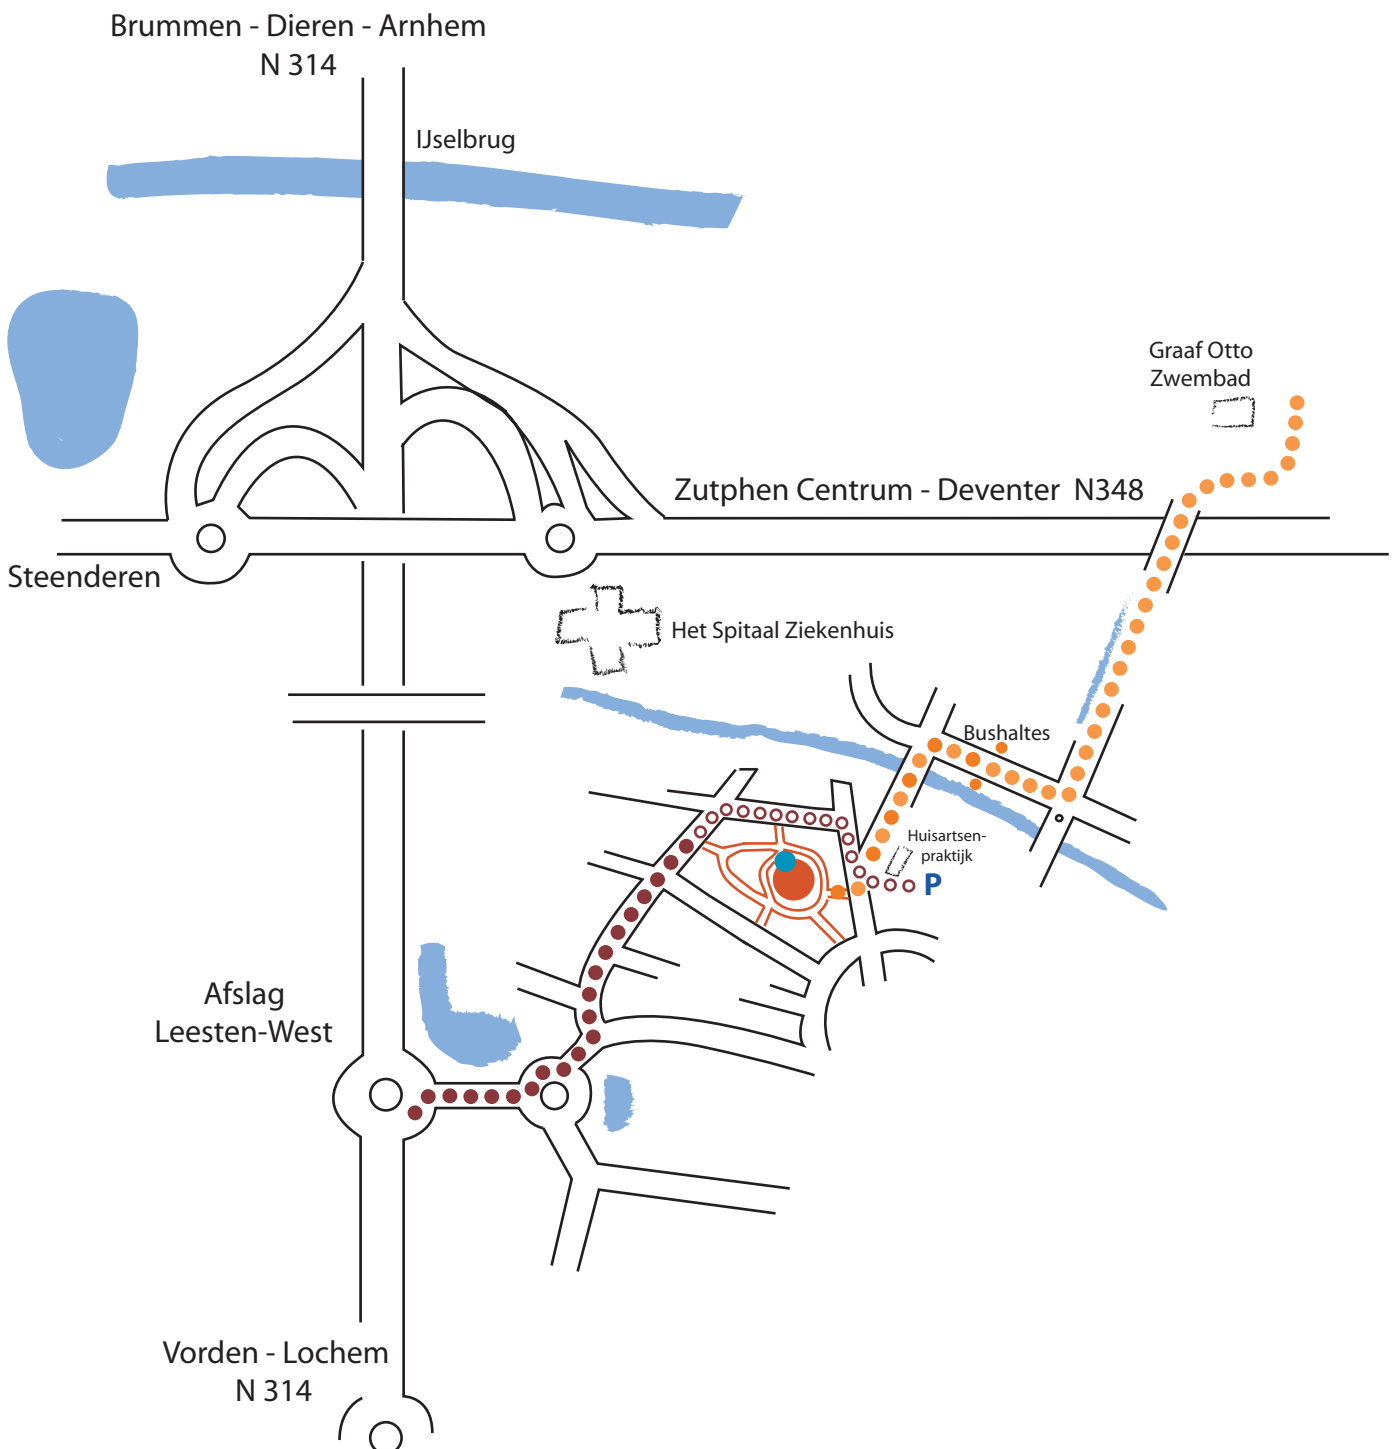 Brummen - Dieren - Arnhem
N 314
IJselbrug
Graaf Otto
Zwembad
Zutphen Centrum - Deventer N348
Steenderen
Het Spitaal Ziekenhuis
Bushaltes
Huisartsen-
praktijk
P
Afslag
Leesten-West
Vorden - Lochem
N 314